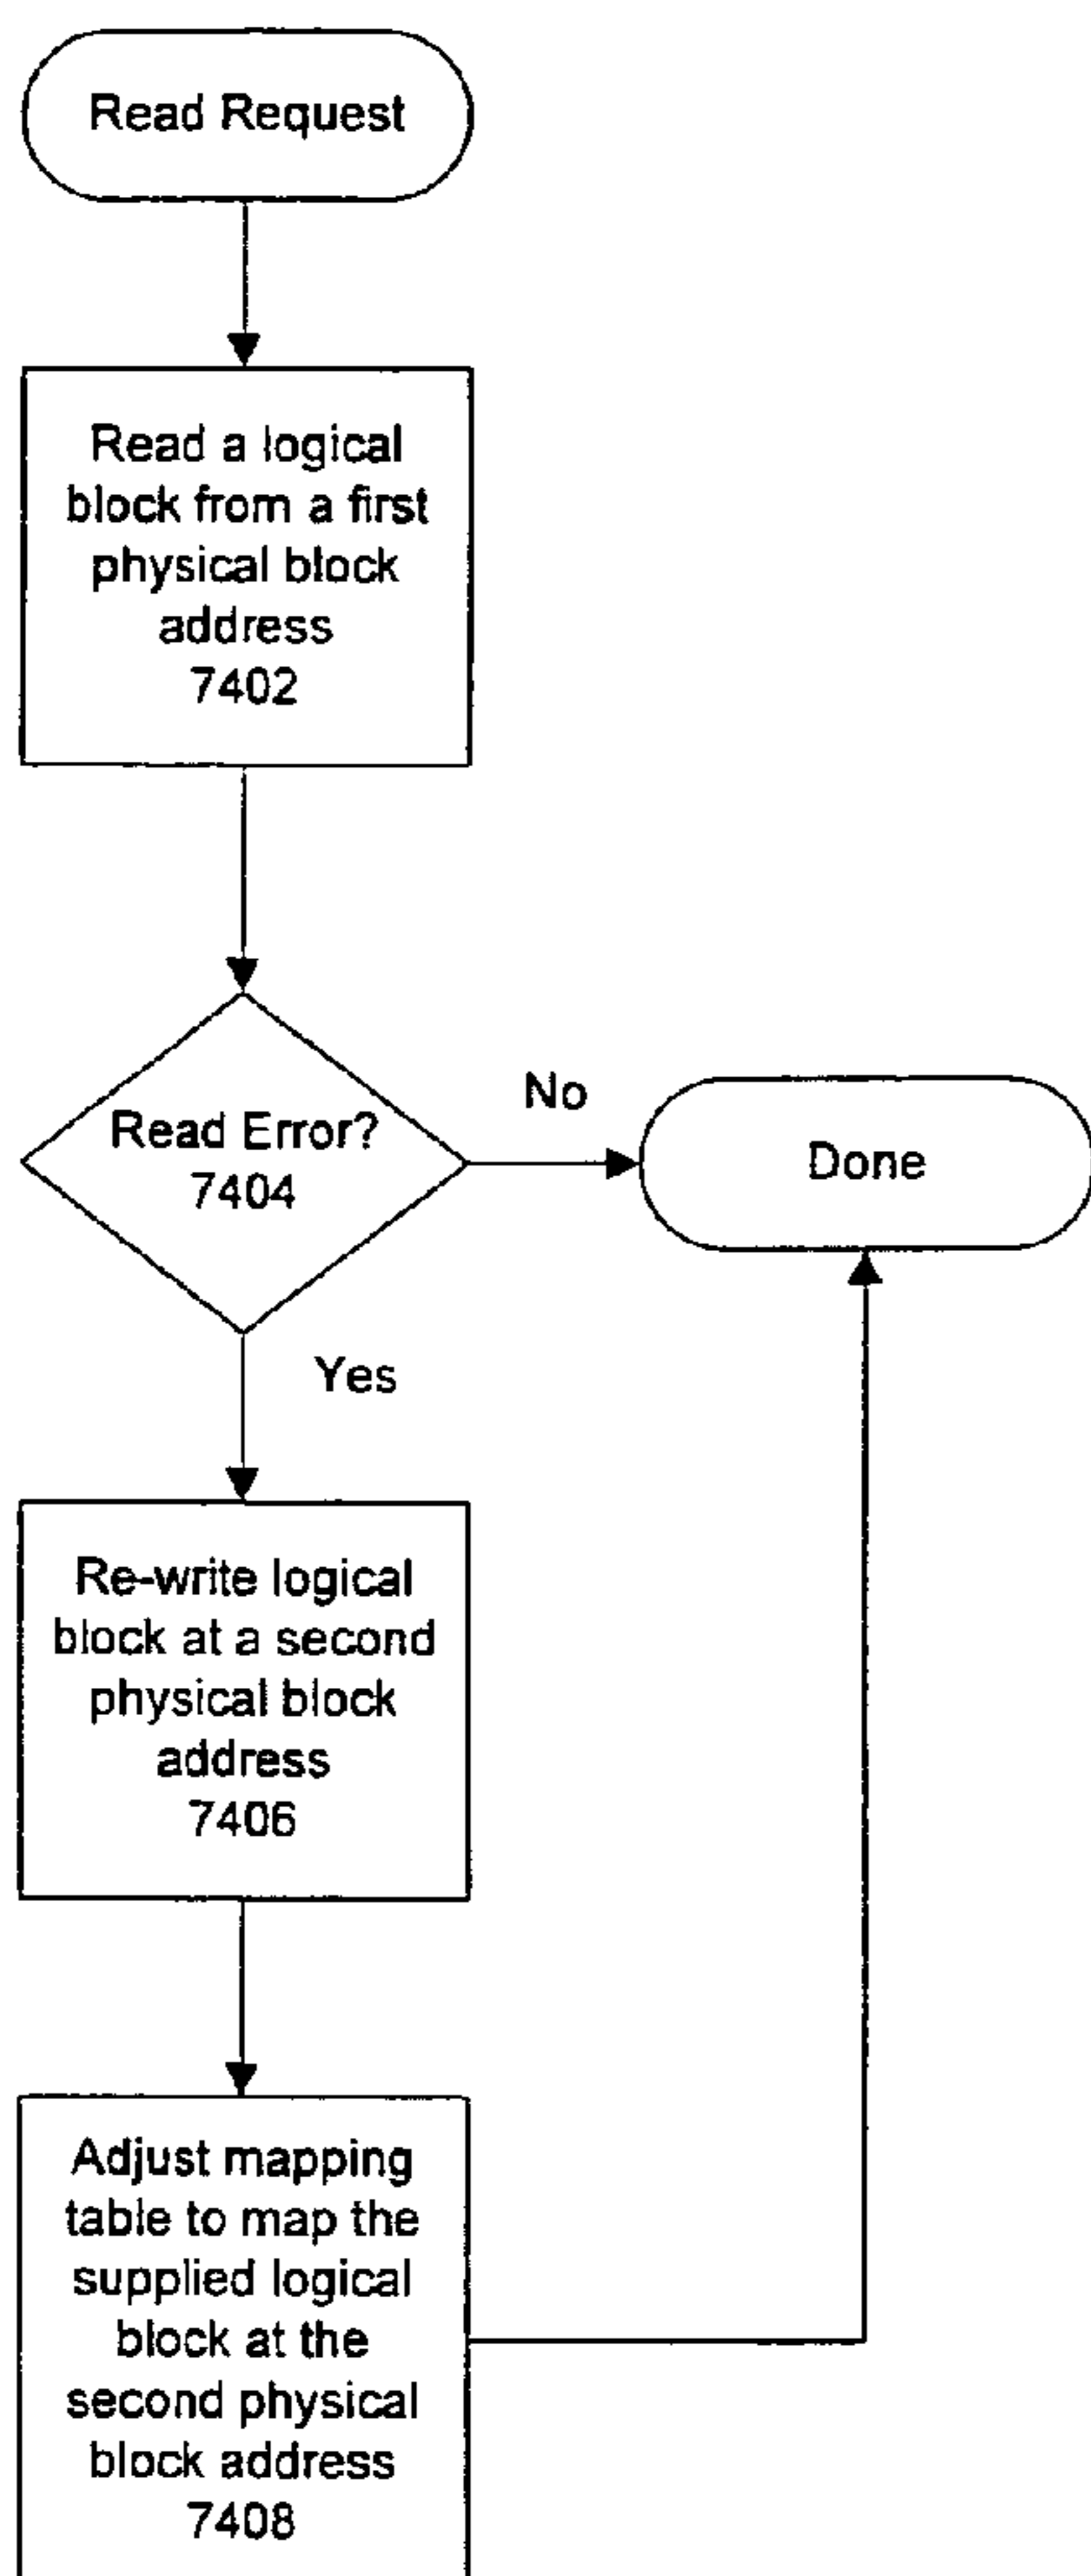 Read Request
Read a logical
block from a first
physical block
address
7402
Read Error?
7404
No
Done
Yes
Re-write logical
block at a second
physical block
address
7406
Adjust mapping
table to map the
supplied logical
block at the
second physical
block address
7408